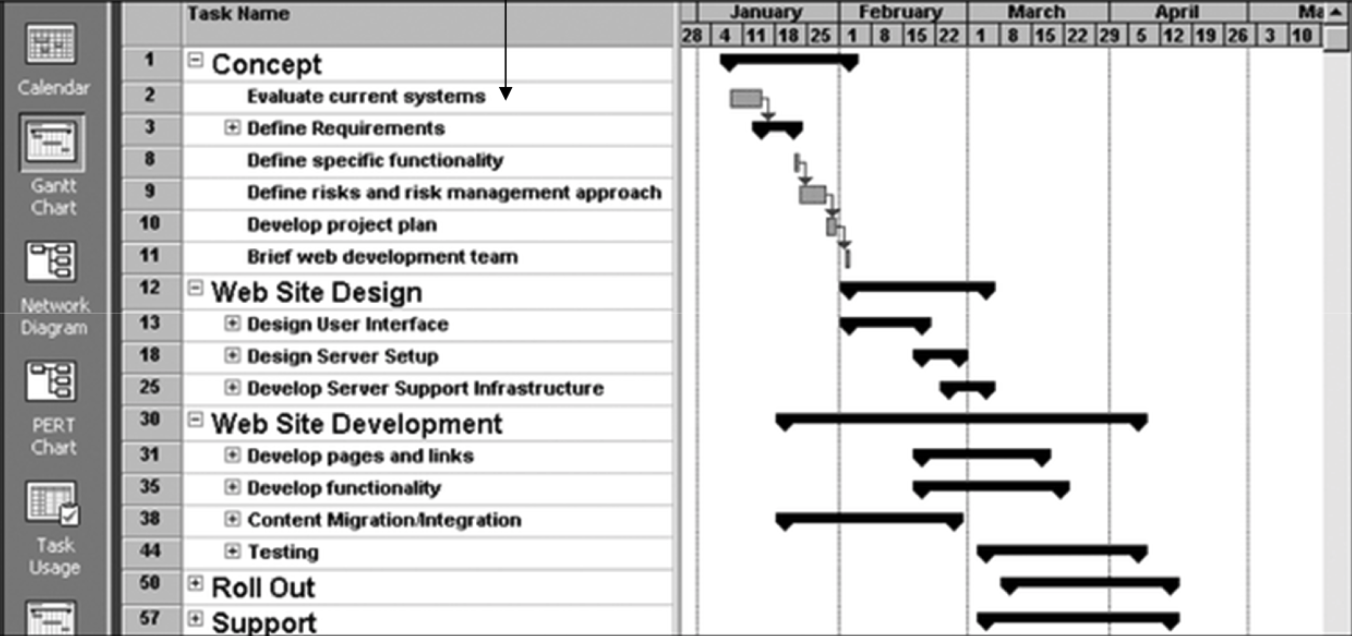 Task Name January February March April Ma
28 4 11 18 25 1 8 15 22 1 8 15 22 29 5 12 19 26 3 10
1 Concept
2 Evaluate current systems
3 Define Requirements
8 Define specific functionality
9 Define risks and risk management approach
10 Develop project plan
11 Brief web development team
12 Web Site Design
13 Design User Interface
18 Design Server Setup
25 Develop Server Support Infrastructure
30 Web Site Development
31 Develop pages and links
35 Develop functionality
38 Content Migration/Integration
44 Testing
50 Roll Out
57 Support
Calendar
Gantt
Chart
Network
Diagram
PERT
Chart
Task
Usage